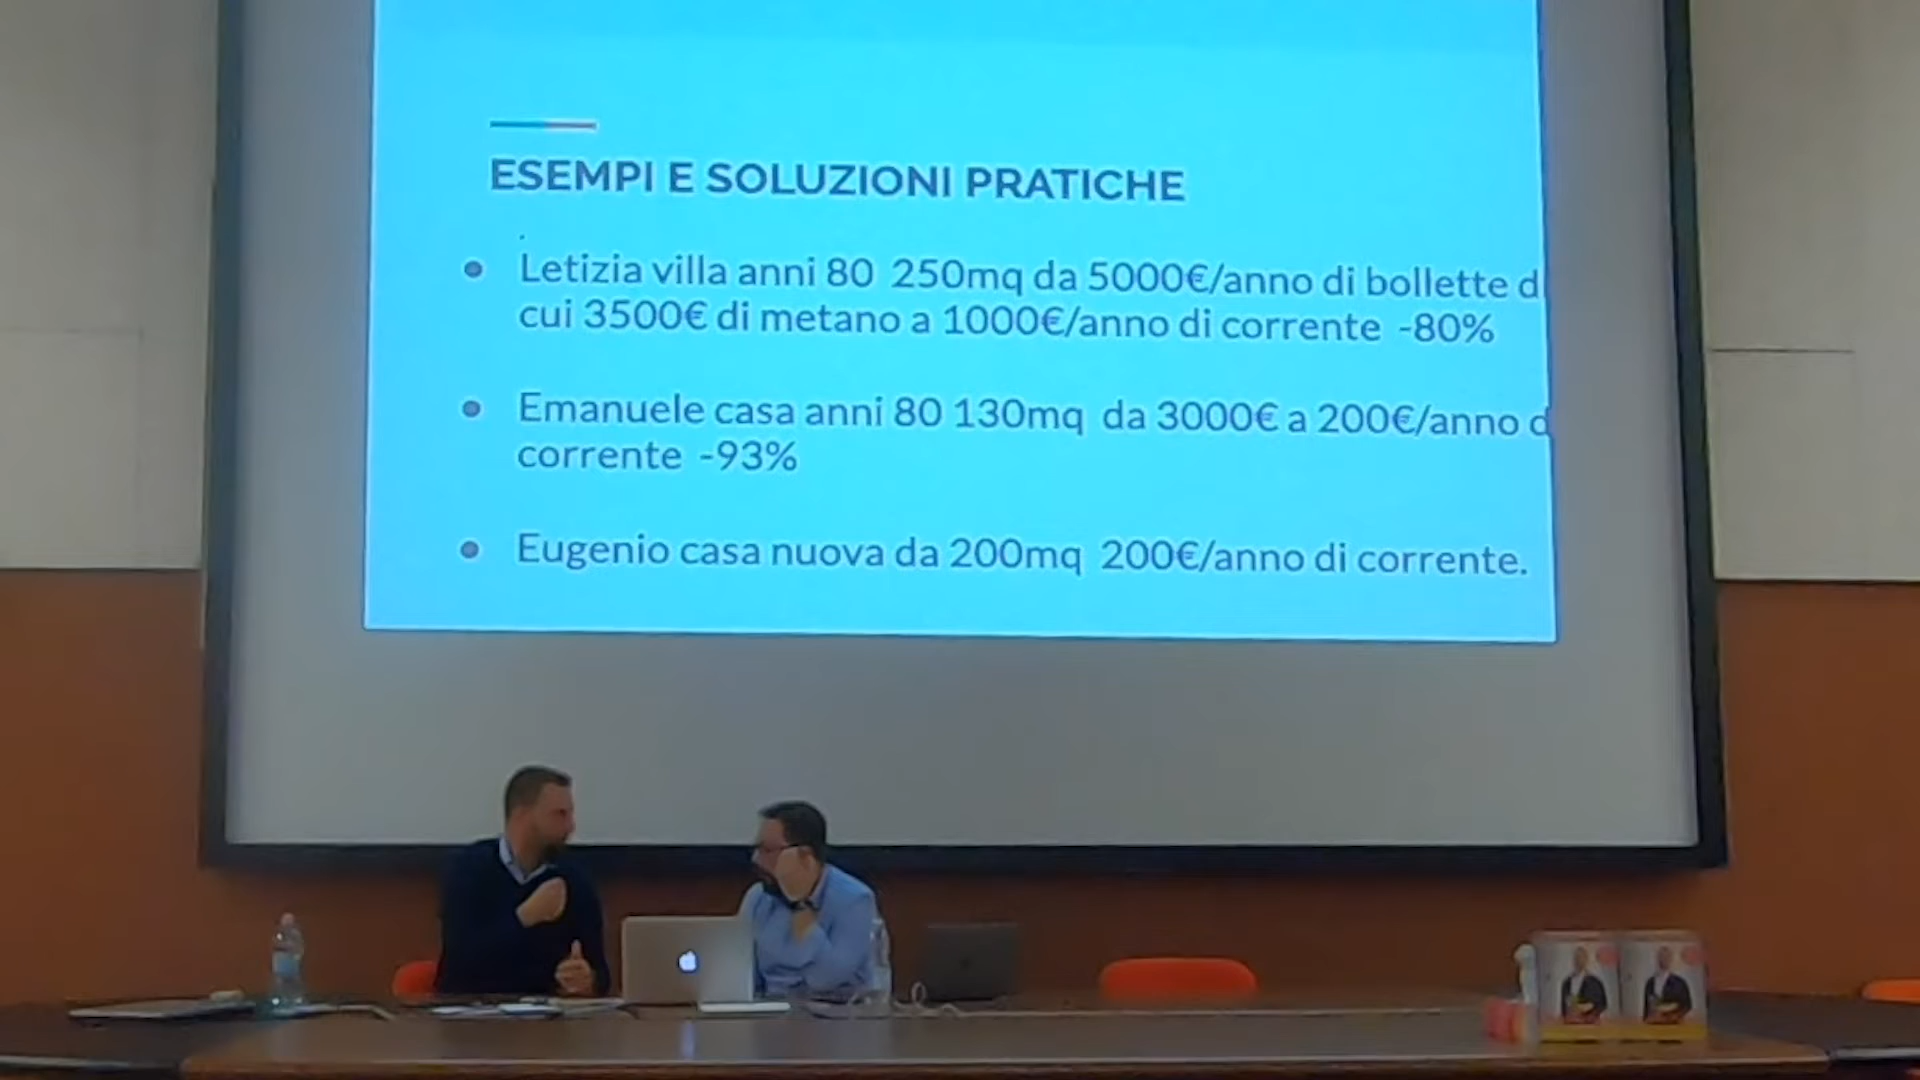 ESEMPI E SOLUZIONI PRATICHE
● Letizia villa anni 80 250mq da 5000€/anno di bollette d
cui 3500€ di metano a 1000€/anno di corrente -80%
● Emanuele casa anni 80 130mq da 3000€ a 200€/anno d
corrente -93%
● Eugenio casa nuova da 200mq 200€/anno di corrente.